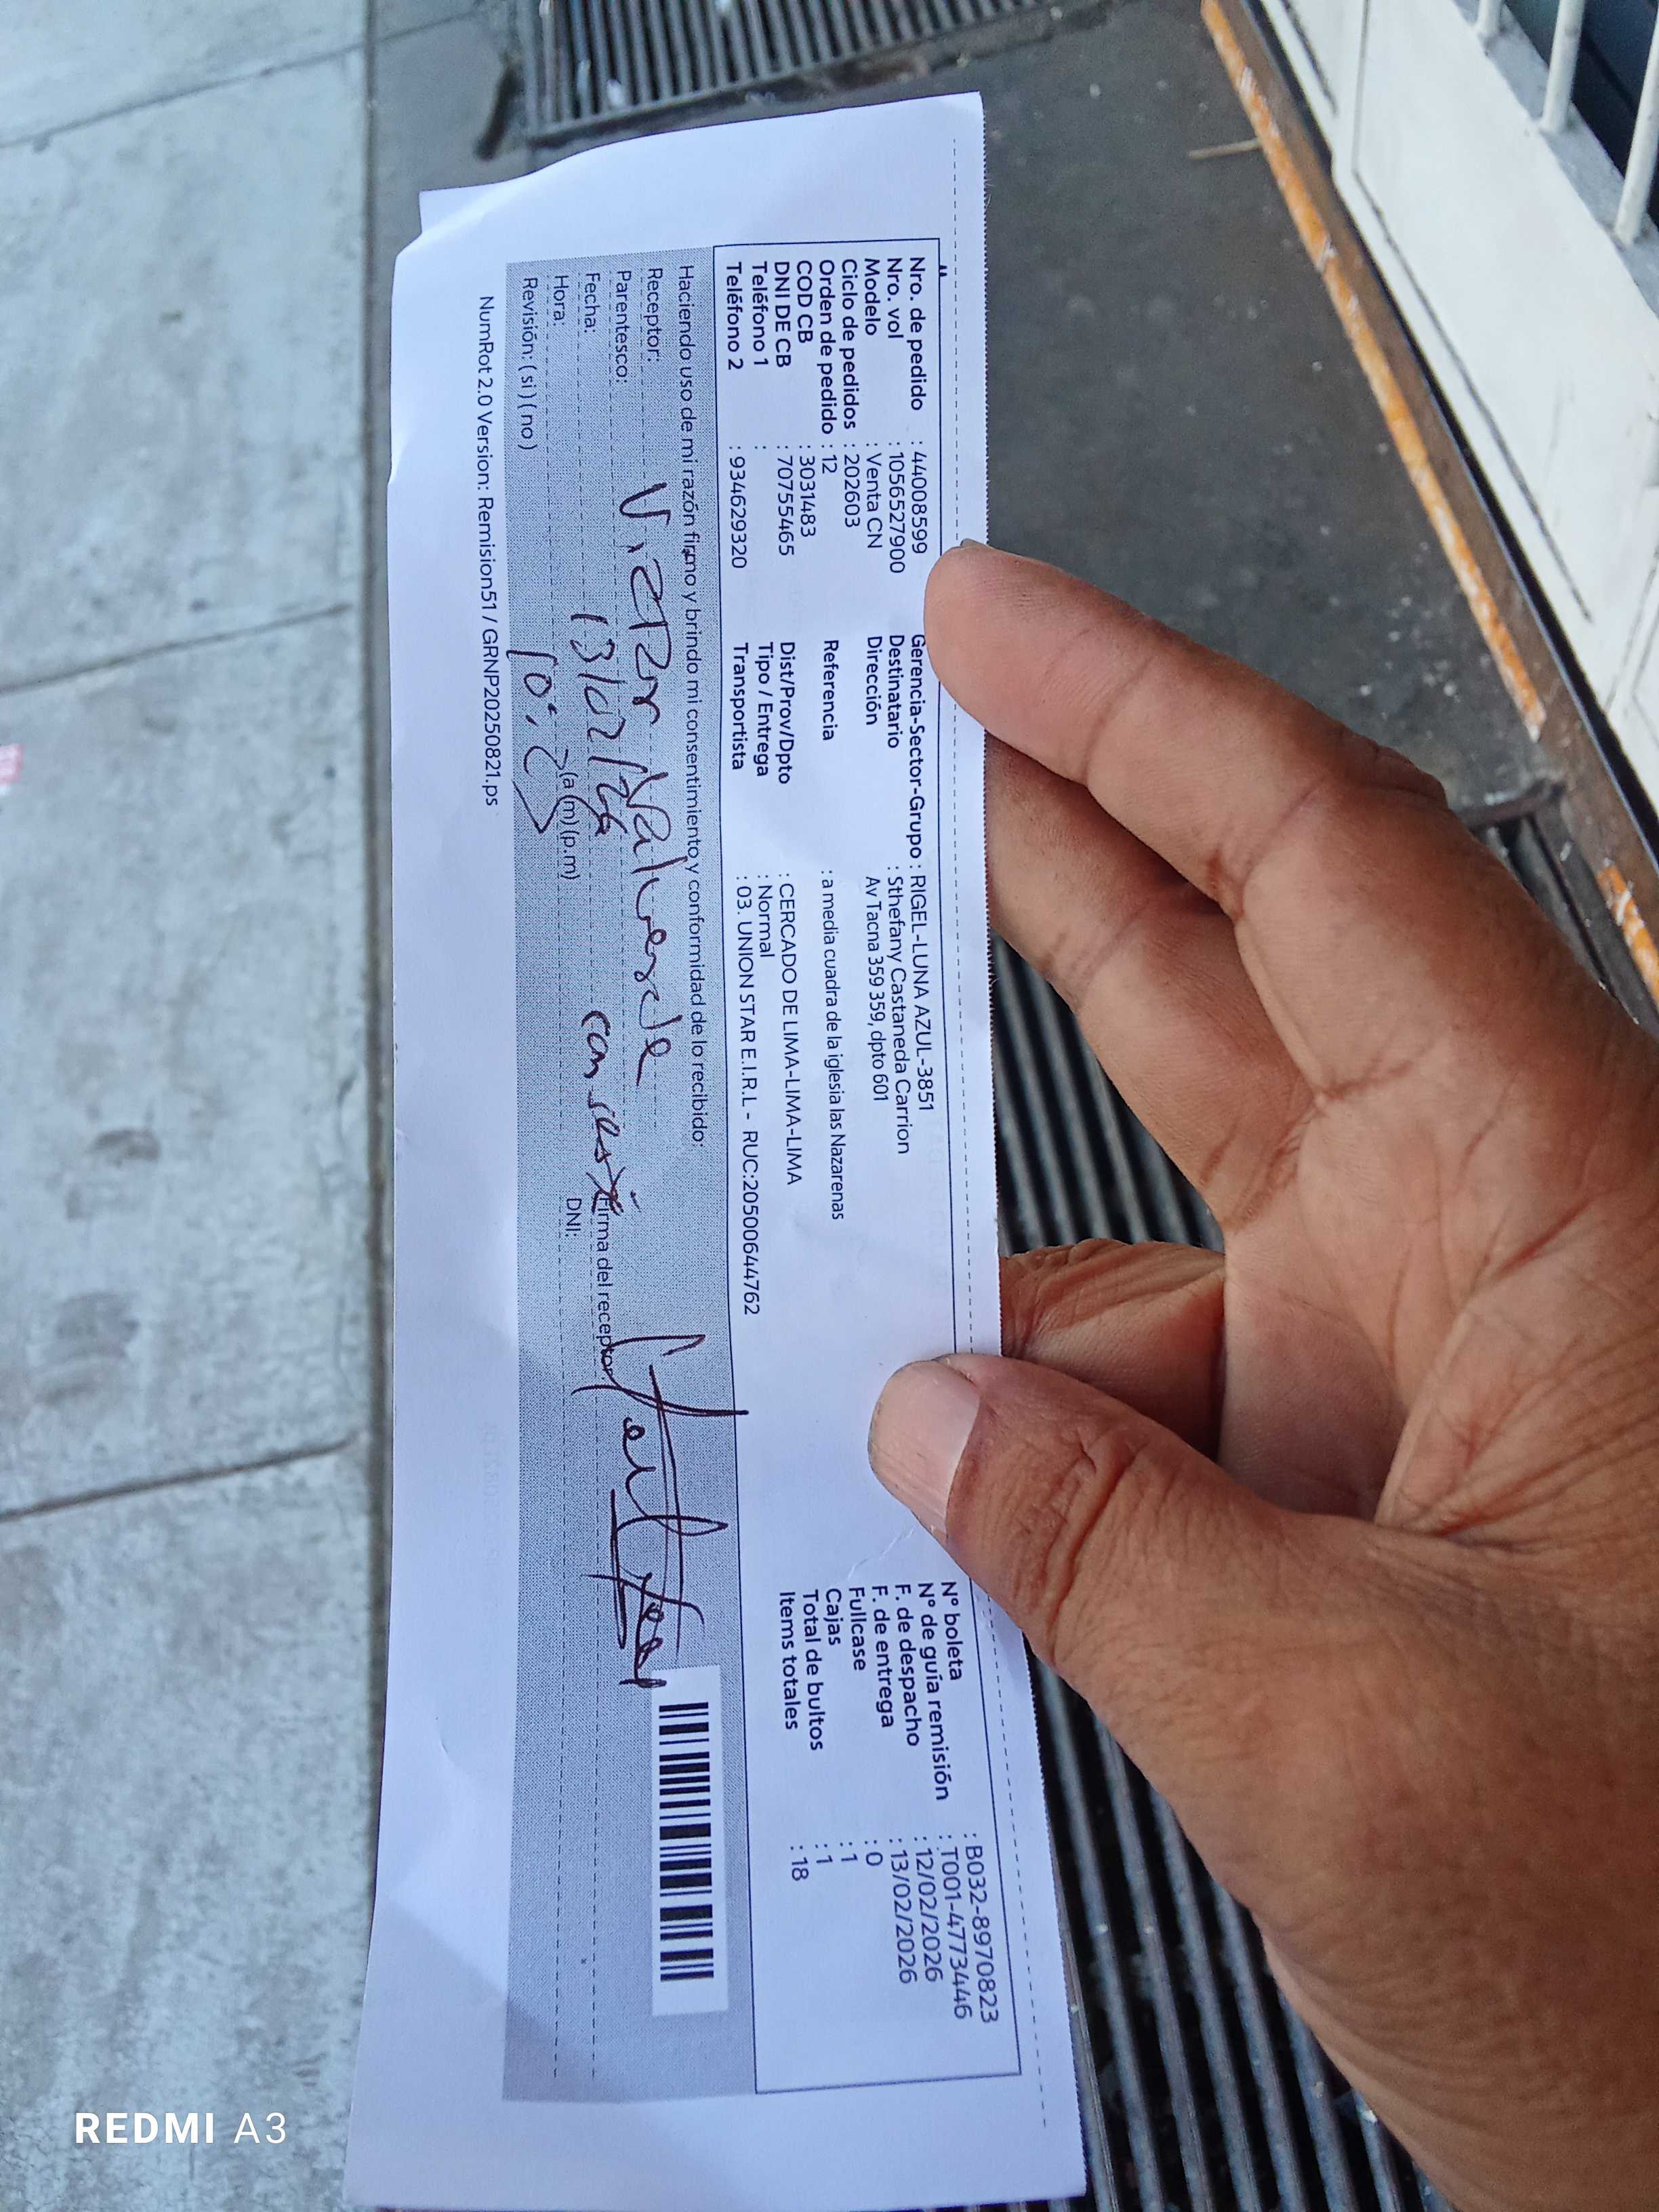 Nro. de pedido : 44008599
Nro. vol : 1056527900
Modelo : Venta CN
Ciclo de pedidos : 202603
Orden de pedido : 12
COD CB : 3031483
DNI DE CB : 70755465
Teléfono 1 :
Teléfono 2 : 934629320
Gerencia-Sector-Grupo : RIGEL-LUNA AZUL-3851
Destinatario : Sthefany Castaneda Carrion
Dirección Av Tacna 359 359, dpto 601
Referencia : a media cuadra de la iglesia las Nazarenas
Dist/Prov/Dpto : CERCADO DE LIMA-LIMA-LIMA
Tipo / Entrega : Normal
Transportista : 03. UNION STAR E.I.R.L - RUC:20500644762
N° boleta : B032-8970823
N° de guía remisión : T001-4773446
F. de despacho : 12/02/2026
F. de entrega : 13/02/2026
Fullcase : 0
Cajas : 1
Total de bultos : 1
Items totales : 18
Haciendo uso de mi razón firmo y brindo mi consentimiento y conformidad de lo recibido:
Receptor: Victor Valverde
Parentesco:
Fecha: 13/02/26
Hora: (a.m)(p.m)
Revisión: ( si ) ( no )
Firma del receptor
DNI:
NumRot 2.0 Version: Remision51 / GRNP20250821.ps
REDMI A3